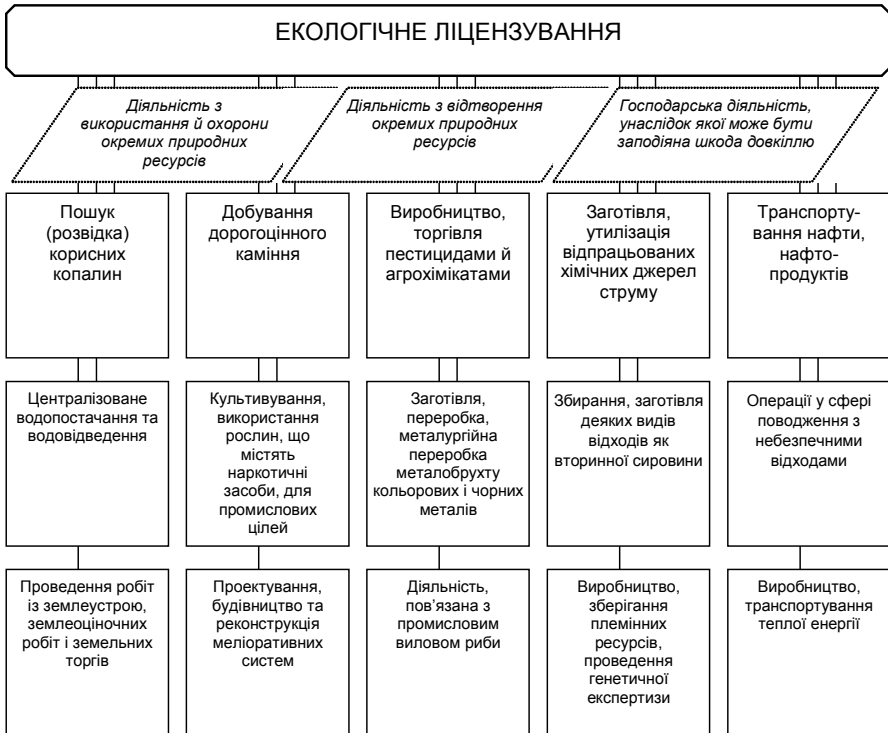 ЕКОЛОГІЧНЕ ЛІЦЕНЗУВАННЯ
Діяльність з
використання й охорони
окремих природних
ресурсів
Діяльність з відтворення
окремих природних
ресурсів
Господарська діяльність,
унаслідок якої може бути
заподіяна шкода довкіллю
Пошук
(розвідка)
корисних
копалин
Добування
дорогоцінного
каміння
Виробництво,
торгівля
пестицидами й
агрохімікатами
Заготівля,
утилізація
відпрацьованих
хімічних джерел
струму
Транспорту-
вання нафти,
нафто-
продуктів
Централізоване
водопостачання та
водовідведення
Культивування,
використання
рослин, що
містять
наркотичні
засоби, для
промислових
цілей
Заготівля,
переробка,
металургійна
переробка
металобрухту
кольорових і чорних
металів
Збирання, заготівля
деяких видів
відходів як
вторинної сировини
Операції у сфері
поводження з
небезпечними
відходами
Проведення робіт
із землеустрою,
землеоціночних
робіт і земельних
торгів
Проектування,
будівництво та
реконструкція
меліоративних
систем
Діяльність,
пов’язана з
промисловим
виловом риби
Виробництво,
зберігання
племінних
ресурсів,
проведення
генетичної
експертизи
Виробництво,
транспортування
теплої енергії